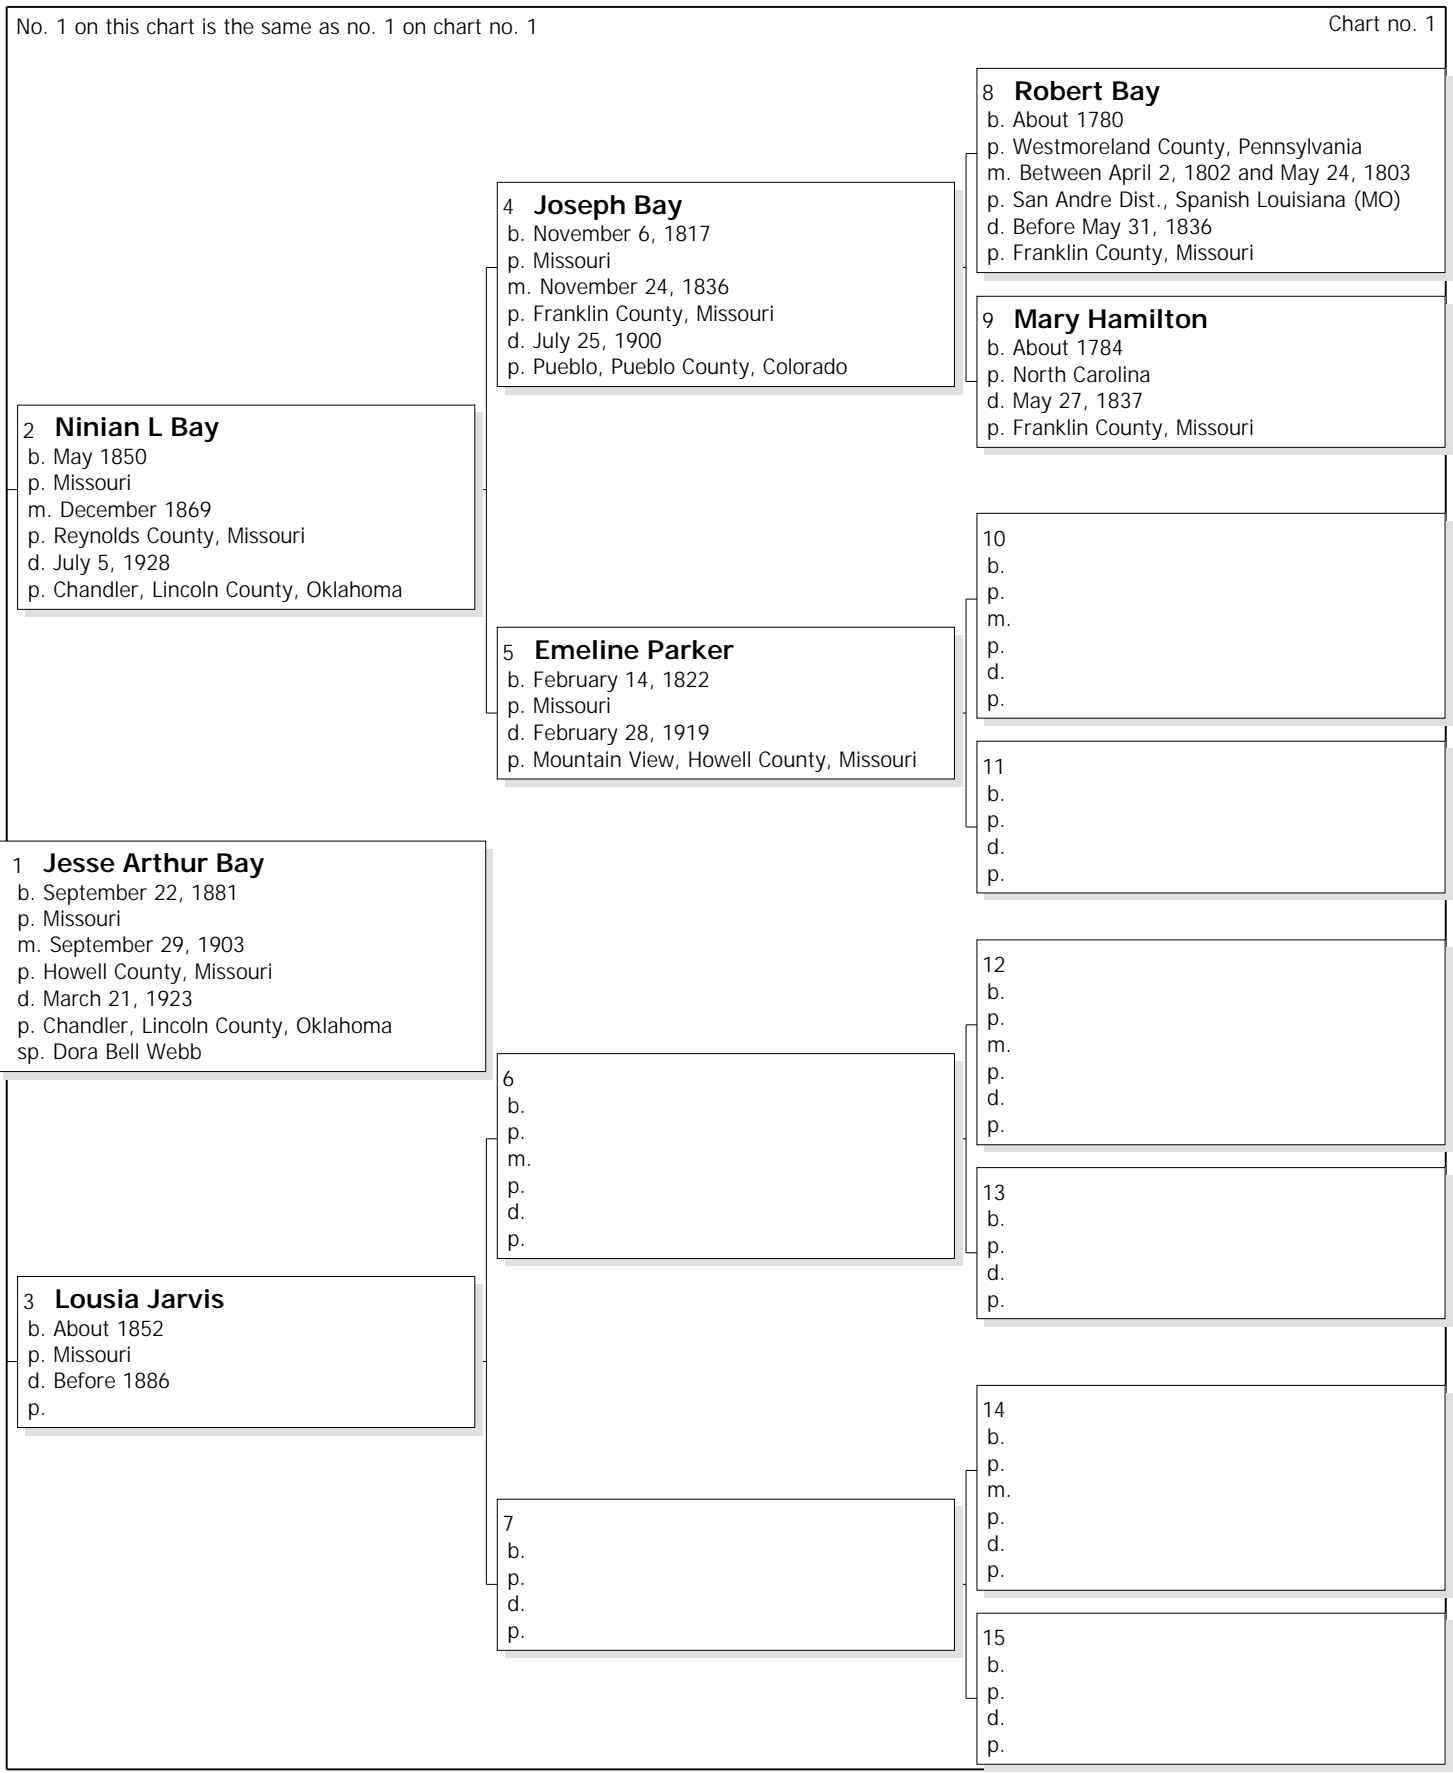 No. 1 on this chart is the same as no. 1 on chart no. 1
Chart no. 1
8 Robert Bay
b. About 1780
p. Westmoreland County, Pennsylvania
m. Between April 2, 1802 and May 24, 1803
p. San Andre Dist., Spanish Louisiana (MO)
d. Before May 31, 1836
p. Franklin County, Missouri
4 Joseph Bay
b. November 6, 1817
p. Missouri
m. November 24, 1836
p. Franklin County, Missouri
d. July 25, 1900
p. Pueblo, Pueblo County, Colorado
9 Mary Hamilton
b. About 1784
p. North Carolina
d. May 27, 1837
p. Franklin County, Missouri
2 Ninian L Bay
b. May 1850
p. Missouri
m. December 1869
p. Reynolds County, Missouri
d. July 5, 1928
p. Chandler, Lincoln County, Oklahoma
10
b.
p.
m.
p.
d.
p.
5 Emeline Parker
b. February 14, 1822
p. Missouri
d. February 28, 1919
p. Mountain View, Howell County, Missouri
11
b.
p.
d.
p.
1 Jesse Arthur Bay
b. September 22, 1881
p. Missouri
m. September 29, 1903
p. Howell County, Missouri
d. March 21, 1923
p. Chandler, Lincoln County, Oklahoma
sp. Dora Bell Webb
12
b.
p.
m.
p.
d.
p.
6
b.
p.
m.
p.
d.
p.
13
b.
p.
d.
p.
3 Lousia Jarvis
b. About 1852
p. Missouri
d. Before 1886
p.
14
b.
p.
m.
p.
d.
p.
7
b.
p.
d.
p.
15
b.
p.
d.
p.